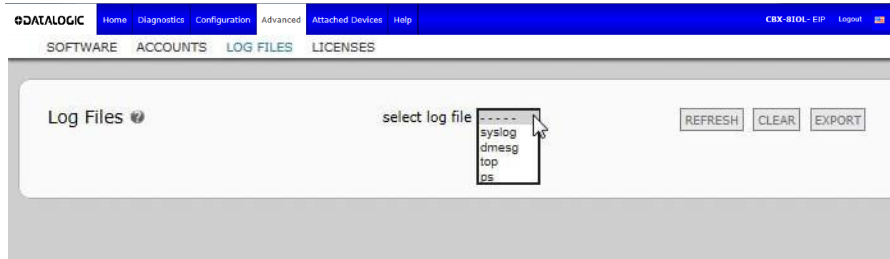 DATALOGIC Home Diagnostics Configuration Advanced Attached Devices Help CBX-8IOL- EIP Logout
SOFTWARE ACCOUNTS LOG FILES LICENSES
Log Files ? select log file - - - - - REFRESH CLEAR EXPORT
syslog
dmesg
top
ps